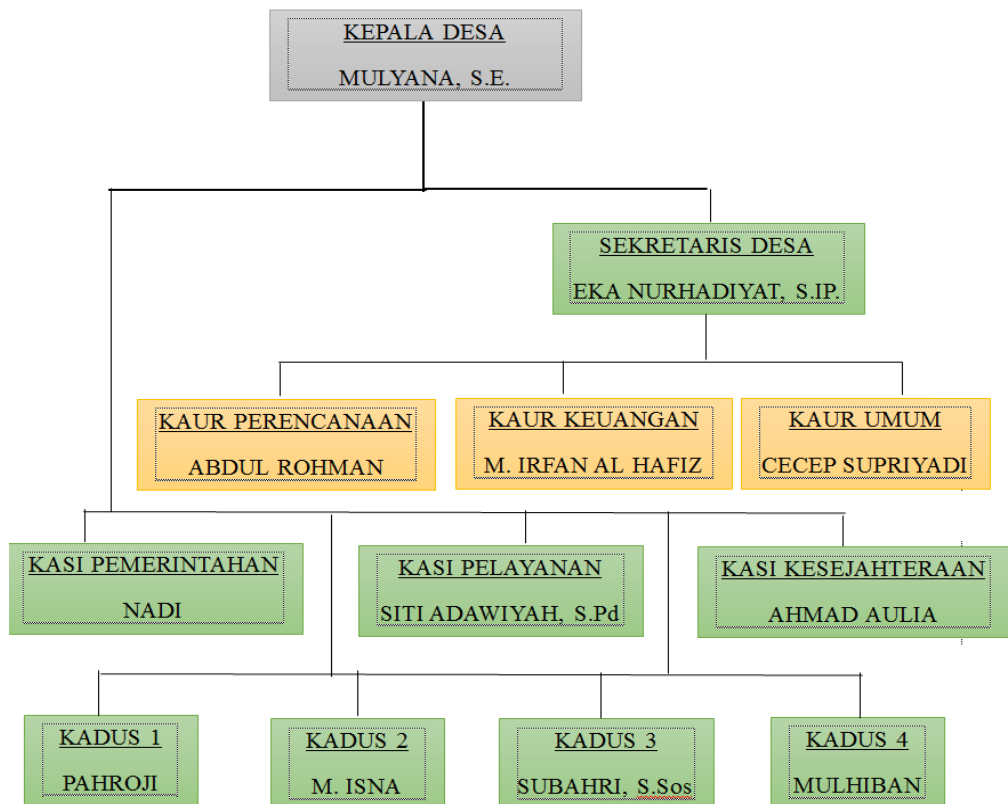 KEPALA DESA
MULYANA, S.E.
SEKRETARIS DESA
EKA NURHADIYAT, S.IP.
KAUR PERENCANAAN
ABDUL ROHMAN
KAUR KEUANGAN
M. IRFAN AL HAFIZ
KAUR UMUM
CECEP SUPRIYADI
KASI PEMERINTAHAN
NADI
KASI PELAYANAN
SITI ADAWIYAH, S.Pd
KASI KESEJAHTERAAN
AHMAD AULIA
KADUS 1
PAHROJI
KADUS 2
M. ISNA
KADUS 3
SUBAHRI, S.Sos
KADUS 4
MULHIBAN